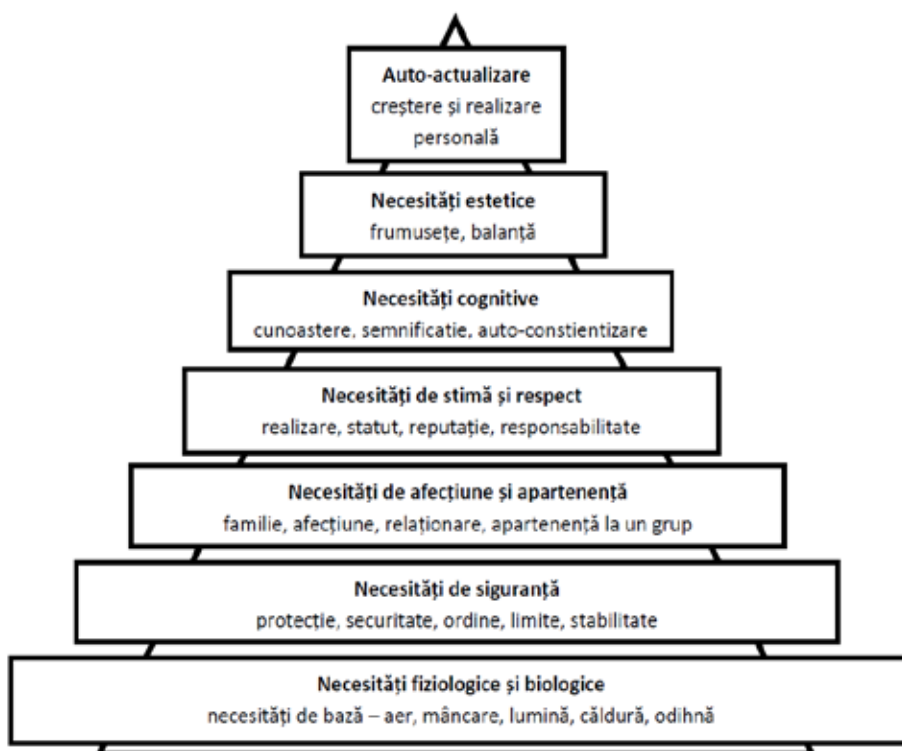 Auto-actualizare
creștere și realizare
personală
Necesități estetice
frumusețe, balanță
Necesități cognitive
cunoastere, semnificatie, auto-constientizare
Necesități de stimă și respect
realizare, statut, reputație, responsabilitate
Necesități de afecțiune și apartenență
familie, afecțiune, relaționare, apartenență la un grup
Necesități de siguranță
protecție, securitate, ordine, limite, stabilitate
Necesități fiziologice și biologice
necesități de bază – aer, mâncare, lumină, căldură, odihnă